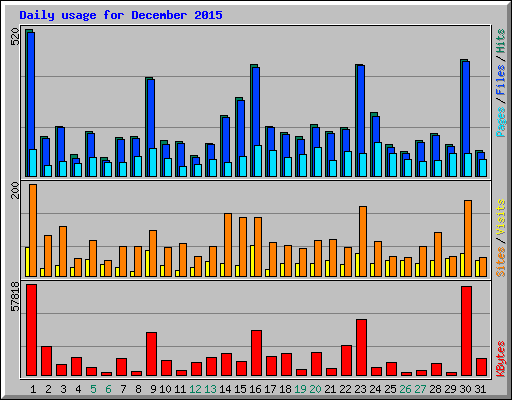 Daily usage for December 2015
520
Pages / Files / Hits
200
Sites / Visits
57818
KBytes
1 2 3 4 5 6 7 8 9 10 11 12 13 14 15 16 17 18 19 20 21 22 23 24 25 26 27 28 29 30 31